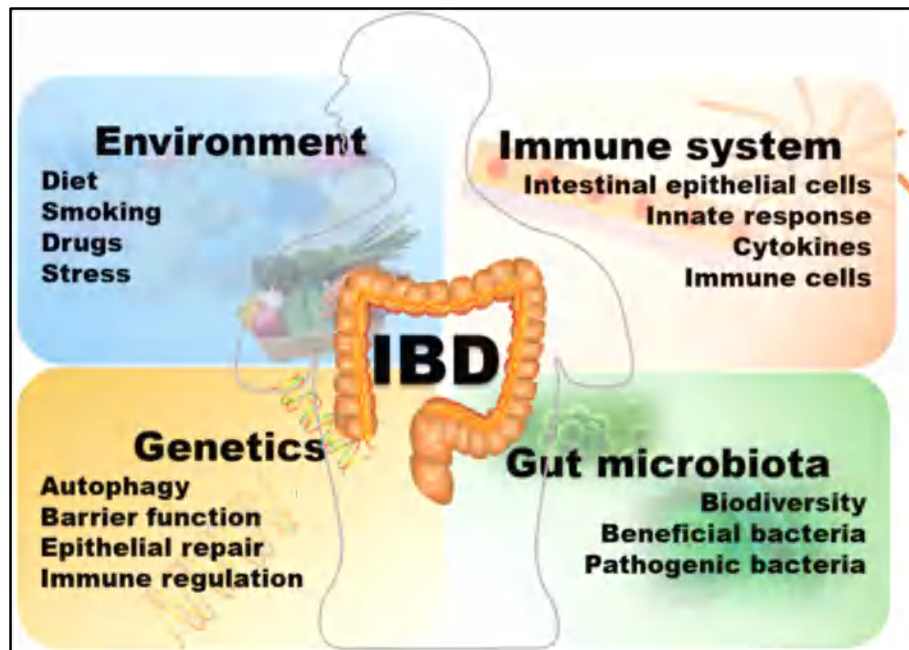 Environment
Diet
Smoking
Drugs
Stress
Immune system
Intestinal epithelial cells
Innate response
Cytokines
Immune cells
IBD
Genetics
Autophagy
Barrier function
Epithelial repair
Immune regulation
Gut microbiota
Biodiversity
Beneficial bacteria
Pathogenic bacteria